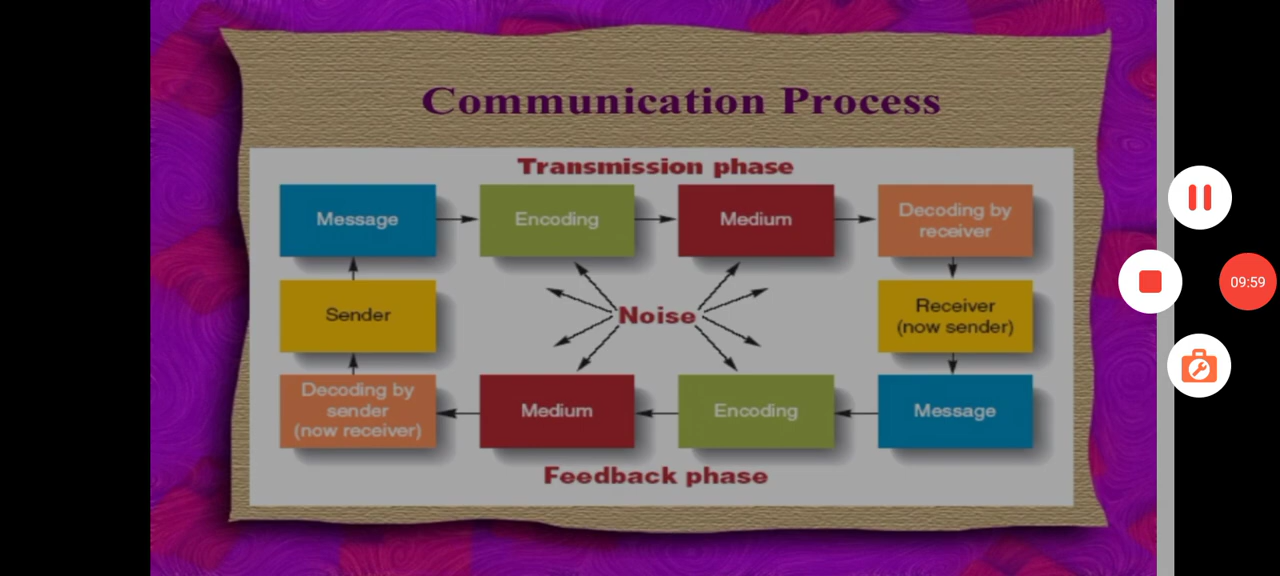 Communication Process
Transmission phase
Message
Encoding
Medium
Decoding by
receiver
Sender
Noise
Receiver
(now sender)
Decoding by
sender
(now receiver)
Medium
Encoding
Message
Feedback phase
09:59